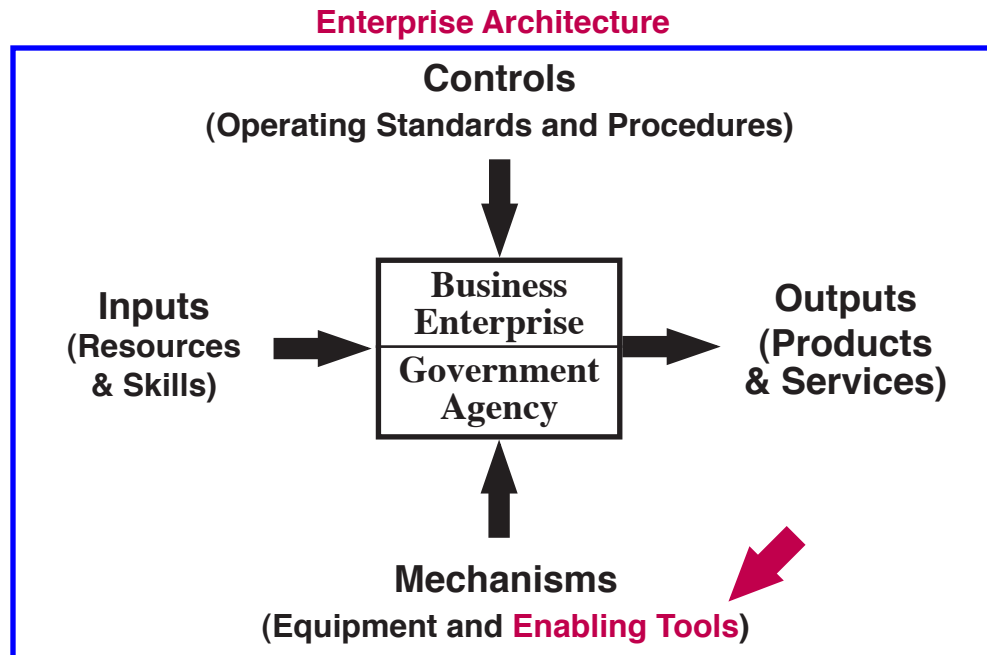 Enterprise Architecture
Controls
(Operating Standards and Procedures)
Inputs
(Resources
& Skills)
Business
Enterprise
Government
Agency
Outputs
(Products
& Services)
Mechanisms
(Equipment and Enabling Tools)